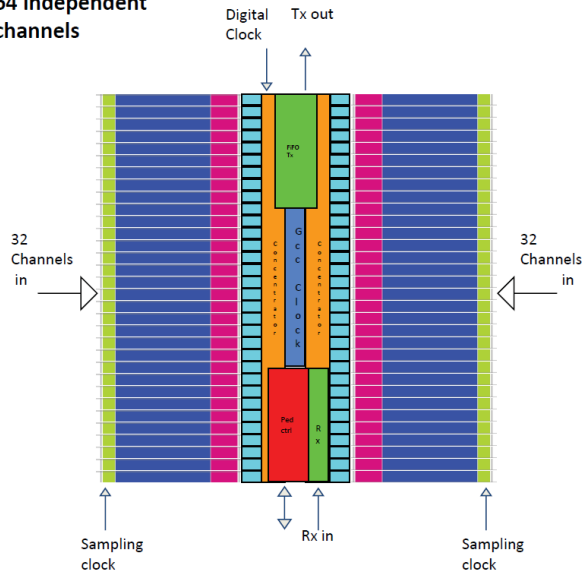 64 independent
channels
Digital
Clock
Tx out
FIFO
Tx
32
Channels
in
Concentrator
Gcc Clock
Concentrator
32
Channels
in
Ped
ctrl
Rx
Rx in
Sampling
clock
Sampling
clock